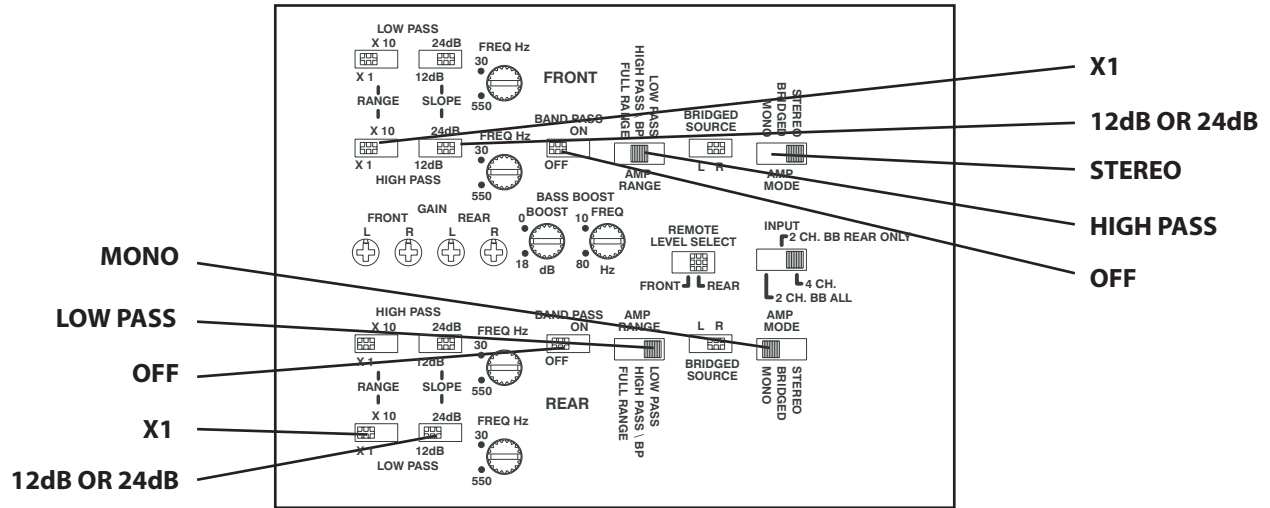 LOW PASS
X 10 24dB FREQ Hz
30
X 1 12dB
RANGE SLOPE
550
FRONT
HIGH PASS \ BP
FULL RANGE
LOW PASS
BRIDGED
MONO
STEREO
X1
X 10 24dB FREQ Hz
30
BAND PASS
ON
BRIDGED
SOURCE
12dB OR 24dB
X 1 12dB
HIGH PASS
550
OFF
AMP
RANGE
L R
AMP
MODE
STEREO
GAIN
FRONT REAR
L R L R
BASS BOOST
0 BOOST 10 FREQ
18 dB 80 Hz
REMOTE
LEVEL SELECT
FRONT REAR
INPUT
2 CH. BB REAR ONLY
4 CH.
2 CH. BB ALL
HIGH PASS
OFF
MONO
LOW PASS
OFF
X1
12dB OR 24dB
HIGH PASS
X 10 24dB FREQ Hz
30
BAND PASS
ON
AMP
RANGE
L R
AMP
MODE
X 1 12dB
RANGE SLOPE
550
OFF
BRIDGED
SOURCE
REAR
FULL RANGE
HIGH PASS \ BP
LOW PASS
MONO
BRIDGED
STEREO
X 10 24dB FREQ Hz
30
X 1 12dB
LOW PASS
550